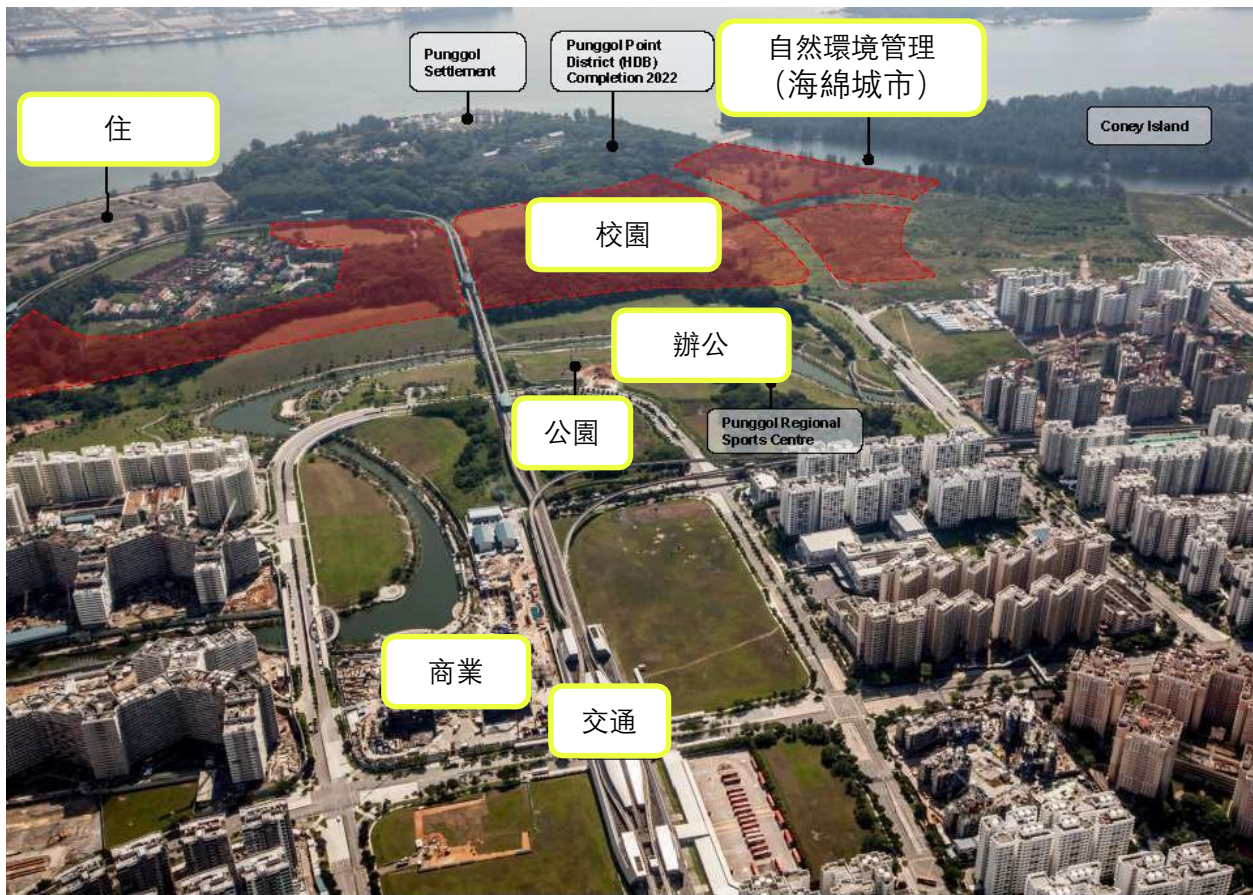 Punggol
Settlement
Punggol Point
District (HDB)
Completion 2022
自然環境管理
（海綿城市）
住
Coney Island
校園
辦公
公園
Punggol Regional
Sports Centre
商業
交通